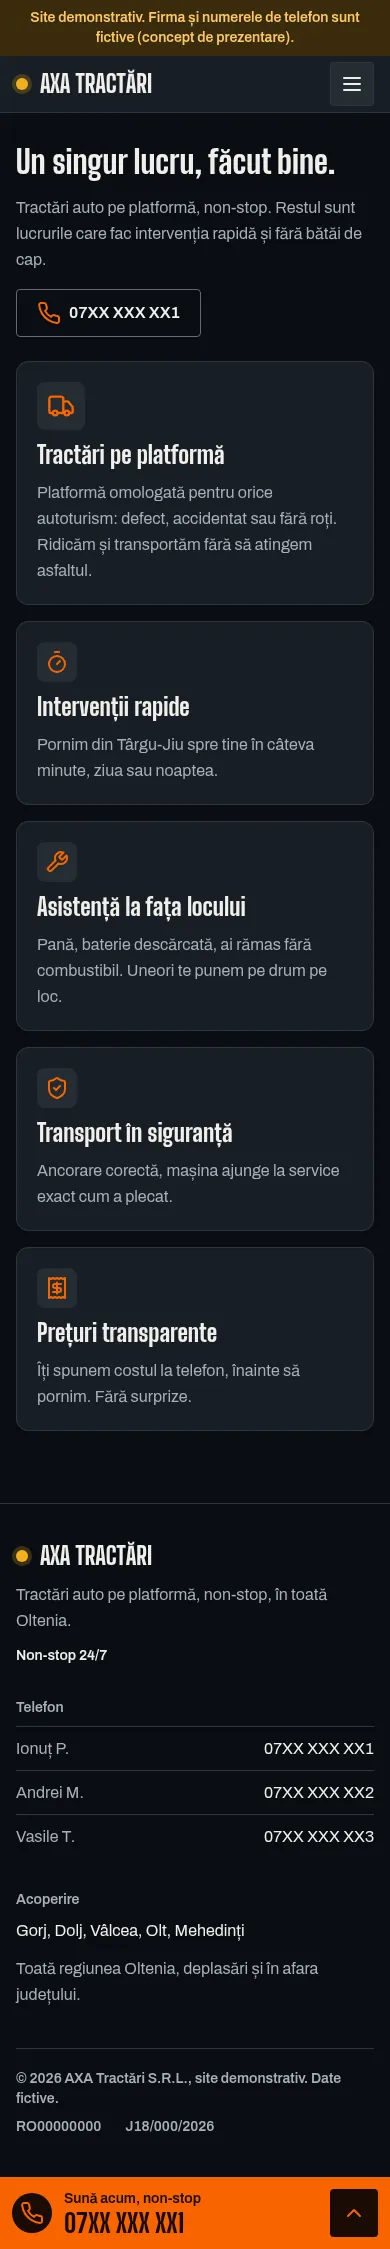 Site demonstrativ. Firma și numerele de telefon sunt
fictive (concept de prezentare).
AXA TRACTĂRI
Un singur lucru, făcut bine.
Tractări auto pe platformă, non-stop. Restul sunt
lucrurile care fac intervenția rapidă și fără bătăi de
cap.
07XX XXX XX1
Tractări pe platformă
Platformă omologată pentru orice
autoturism: defect, accidentat sau fără roți.
Ridicăm și transportăm fără să atingem
asfaltul.
Intervenții rapide
Pornim din Târgu-Jiu spre tine în câteva
minute, ziua sau noaptea.
Asistență la fața locului
Pană, baterie descărcată, ai rămas fără
combustibil. Uneori te punem pe drum pe
loc.
Transport în siguranță
Ancorare corectă, mașina ajunge la service
exact cum a plecat.
Prețuri transparente
Îți spunem costul la telefon, înainte să
pornim. Fără surprize.
AXA TRACTĂRI
Tractări auto pe platformă, non-stop, în toată
Oltenia.
Non-stop 24/7
Telefon
Ionuț P. 07XX XXX XX1
Andrei M. 07XX XXX XX2
Vasile T. 07XX XXX XX3
Acoperire
Gorj, Dolj, Vâlcea, Olt, Mehedinți
Toată regiunea Oltenia, deplasări și în afara
județului.
© 2026 AXA Tractări S.R.L., site demonstrativ. Date
fictive.
RO00000000 J18/000/2026
Sună acum, non-stop
07XX XXX XX1